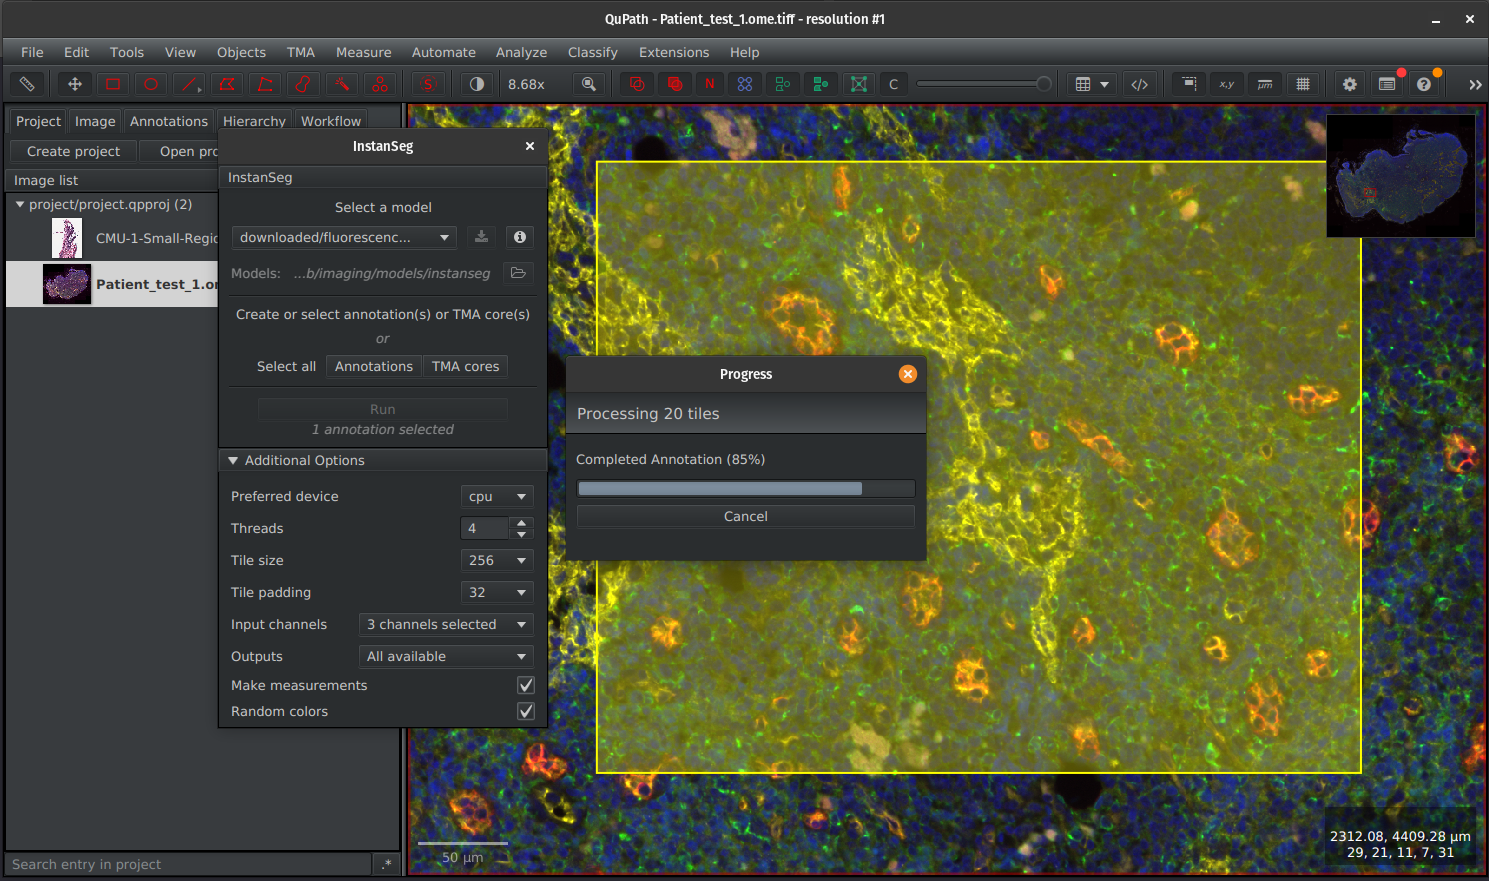 QuPath - Patient_test_1.ome.tiff - resolution #1
File Edit Tools View Objects TMA Measure Automate Analyze Classify Extensions Help
S 8.68x N C x,y μm </> ?
Project Image Annotations Hierarchy Workflow
Create project Open pro
Image list
project/project.qpproj (2)
CMU-1-Small-Regio
Patient_test_1.or
Search entry in project .*
InstanSeg
InstanSeg
Select a model
downloaded/fluorescenc...
Models: ...b/imaging/models/instanseg
Create or select annotation(s) or TMA core(s)
or
Select all Annotations TMA cores
Run
1 annotation selected
Additional Options
Preferred device cpu
Threads 4
Tile size 256
Tile padding 32
Input channels 3 channels selected
Outputs All available
Make measurements
Random colors
Progress
Processing 20 tiles
Completed Annotation (85%)
Cancel
50 μm
2312.08, 4409.28 μm
29, 21, 11, 7, 31